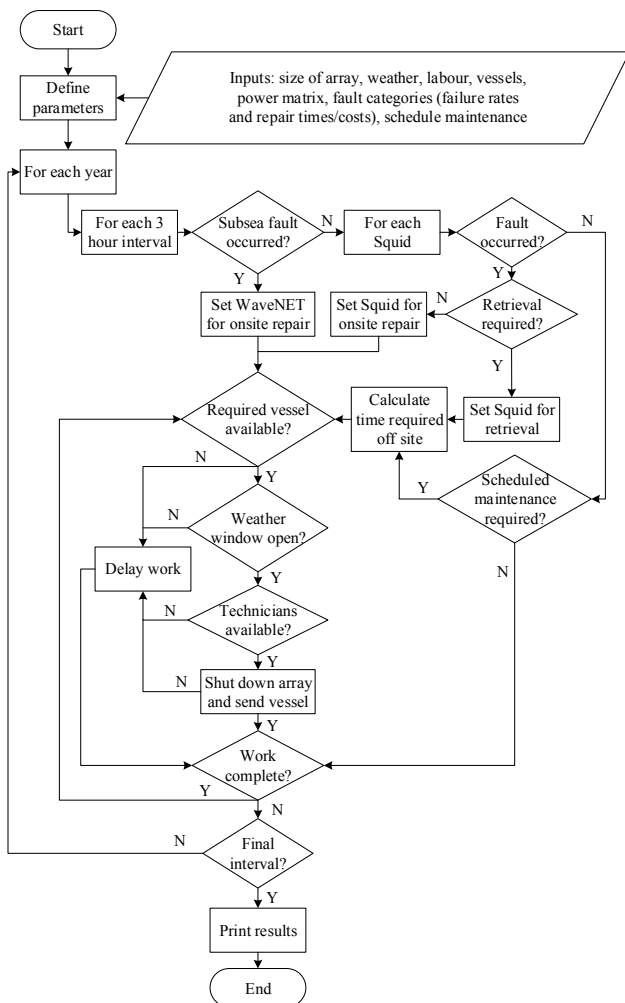 Start
Define
parameters
Inputs: size of array, weather, labour, vessels,
power matrix, fault categories (failure rates
and repair times/costs), schedule maintenance
For each year
For each 3
hour interval
Subsea fault
occurred?
N
For each
Squid
Fault
occurred?
N
Y
Y
Set WaveNET
for onsite repair
Set Squid for
onsite repair
N
Retrieval
required?
Y
Required vessel
available?
Calculate
time required
off site
Set Squid for
retrieval
N
Y
Y
Scheduled
maintenance
required?
N
Weather
window open?
N
Y
Delay work
N
Technicians
available?
Y
N
Shut down array
and send vessel
Y
Work
complete?
Y
N
N
Final
interval?
Y
Print results
End